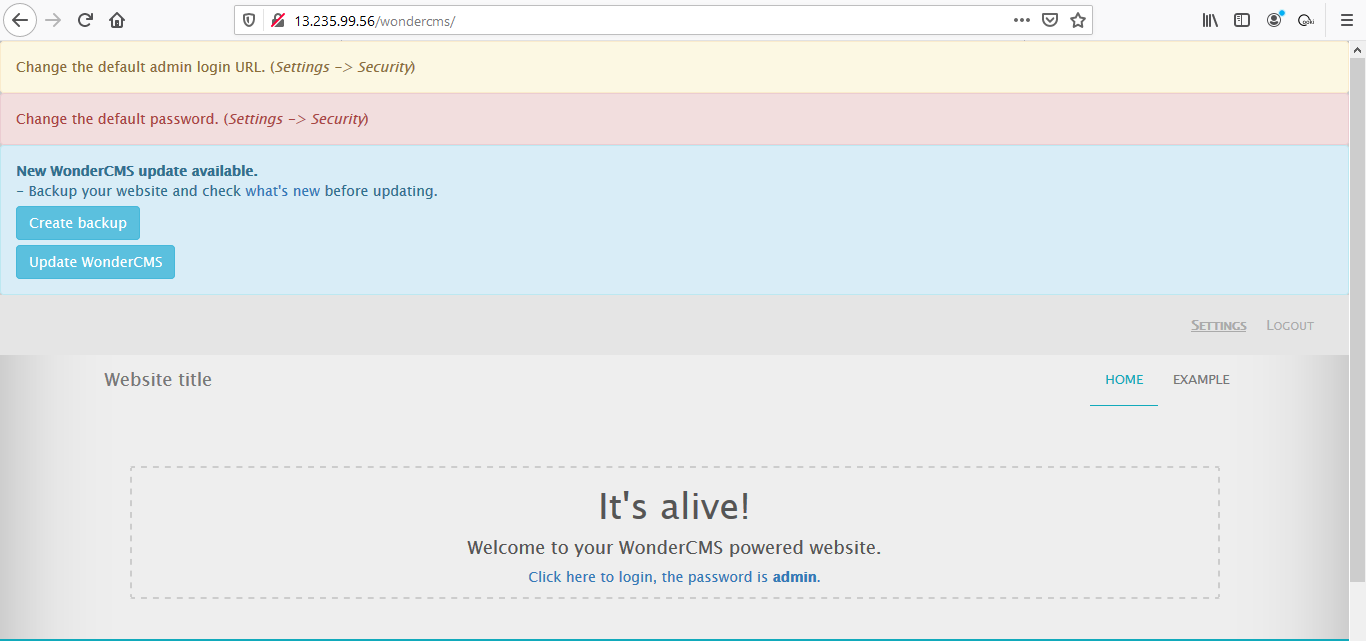 13.235.99.56/wondercms/
Change the default admin login URL. (Settings -> Security)
Change the default password. (Settings -> Security)
New WonderCMS update available.
- Backup your website and check what's new before updating.
Create backup
Update WonderCMS
SETTINGS LOGOUT
Website title HOME EXAMPLE
It's alive!
Welcome to your WonderCMS powered website.
Click here to login, the password is admin.